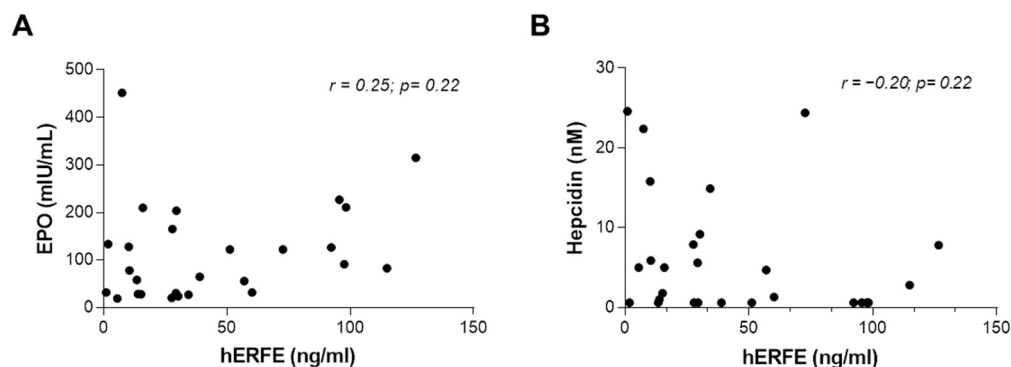 A
B
r = 0.25; p= 0.22
500
400
300
200
100
0
EPO (mIU/mL)
0
50
100
150
hERFE (ng/ml)
r = −0.20; p= 0.22
30
20
10
0
Hepcidin (nM)
0
50
100
150
hERFE (ng/ml)